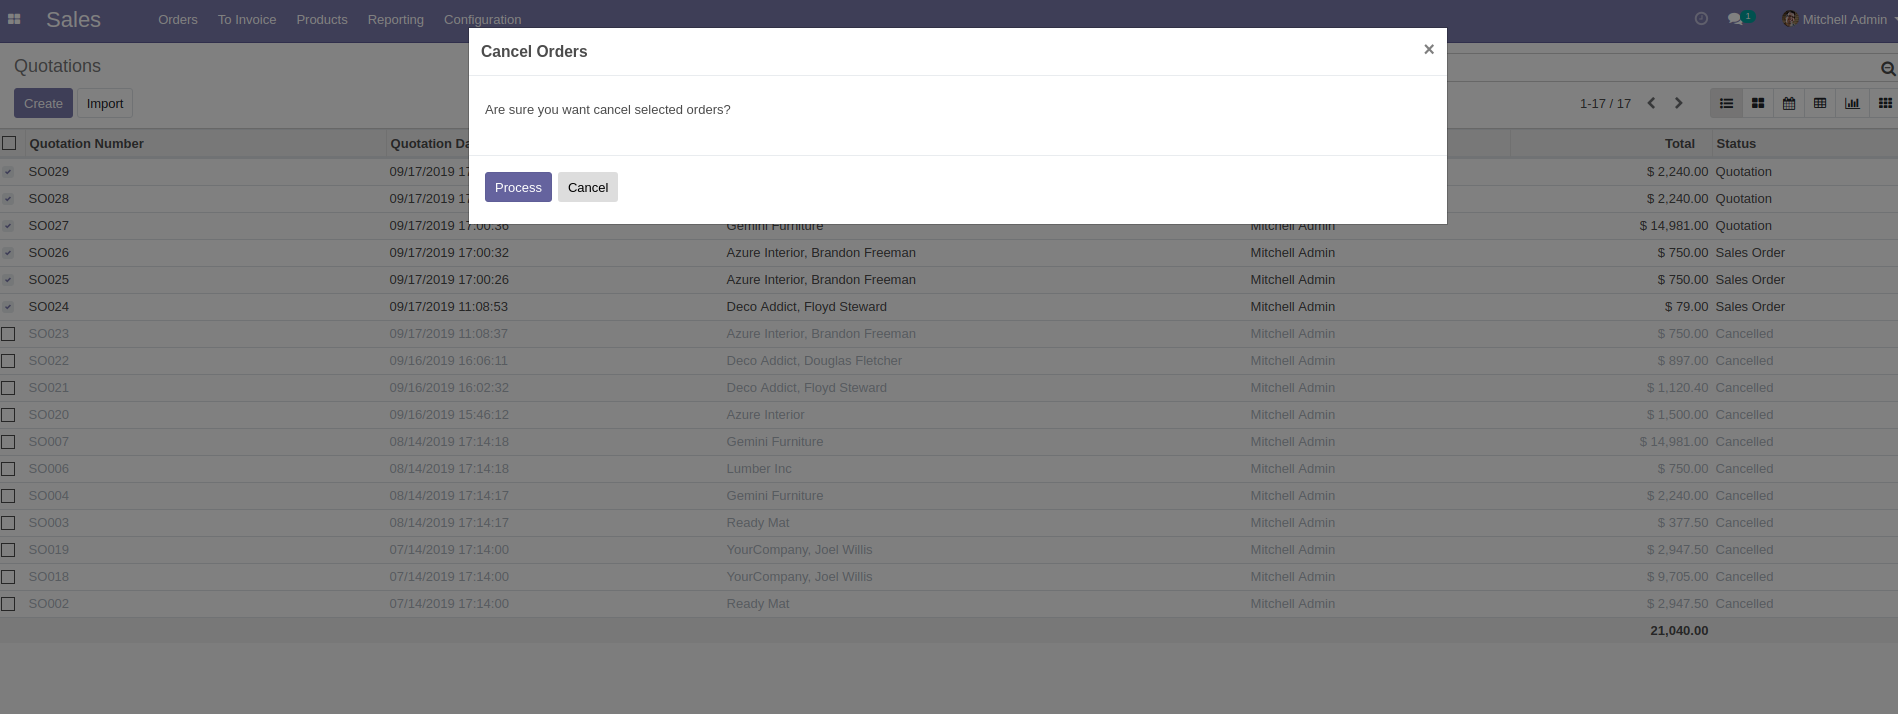 Sales Orders To Invoice Products Reporting Configuration 1 Mitchell Admin
Cancel Orders ×
Quotations
Are sure you want cancel selected orders?
Create Import 1-17 / 17
Quotation Number Quotation Da Total Status
SO029 09/17/2019 17 $ 2,240.00 Quotation
Process Cancel
SO028 09/17/2019 17 $ 2,240.00 Quotation
SO027 09/17/2019 17:00:36 Gemini Furniture Mitchell Admin $ 14,981.00 Quotation
SO026 09/17/2019 17:00:32 Azure Interior, Brandon Freeman Mitchell Admin $ 750.00 Sales Order
SO025 09/17/2019 17:00:26 Azure Interior, Brandon Freeman Mitchell Admin $ 750.00 Sales Order
SO024 09/17/2019 11:08:53 Deco Addict, Floyd Steward Mitchell Admin $ 79.00 Sales Order
SO023 09/17/2019 11:08:37 Azure Interior, Brandon Freeman Mitchell Admin $ 750.00 Cancelled
SO022 09/16/2019 16:06:11 Deco Addict, Douglas Fletcher Mitchell Admin $ 897.00 Cancelled
SO021 09/16/2019 16:02:32 Deco Addict, Floyd Steward Mitchell Admin $ 1,120.40 Cancelled
SO020 09/16/2019 15:46:12 Azure Interior Mitchell Admin $ 1,500.00 Cancelled
SO007 08/14/2019 17:14:18 Gemini Furniture Mitchell Admin $ 14,981.00 Cancelled
SO006 08/14/2019 17:14:18 Lumber Inc Mitchell Admin $ 750.00 Cancelled
SO004 08/14/2019 17:14:17 Gemini Furniture Mitchell Admin $ 2,240.00 Cancelled
SO003 08/14/2019 17:14:17 Ready Mat Mitchell Admin $ 377.50 Cancelled
SO019 07/14/2019 17:14:00 YourCompany, Joel Willis Mitchell Admin $ 2,947.50 Cancelled
SO018 07/14/2019 17:14:00 YourCompany, Joel Willis Mitchell Admin $ 9,705.00 Cancelled
SO002 07/14/2019 17:14:00 Ready Mat Mitchell Admin $ 2,947.50 Cancelled
21,040.00